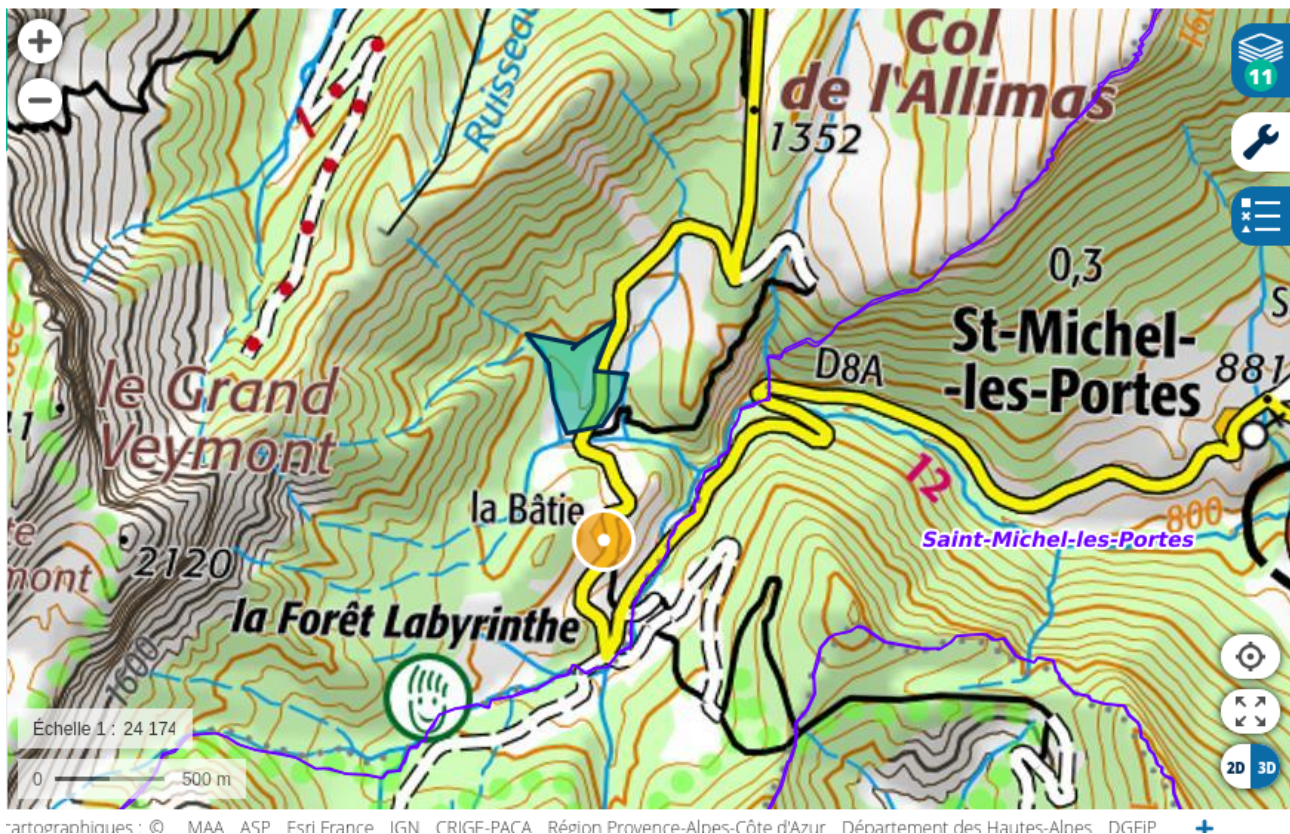 Col
de l'Allimas
11
Ruisseau
1352
0,3
St-Michel-
-les-Portes
881
D8A
le Grand
Veymont
12
la Bâtie
800
Saint-Michel-les-Portes
2120
mont
la Forêt Labyrinthe
1600
Échelle 1 : 24 174
0 500 m
2D 3D
cartographiques : © MAA ASP Esri France IGN CRIGE-PACA Région Provence-Alpes-Côte d'Azur Département des Hautes-Alpes DGFiP